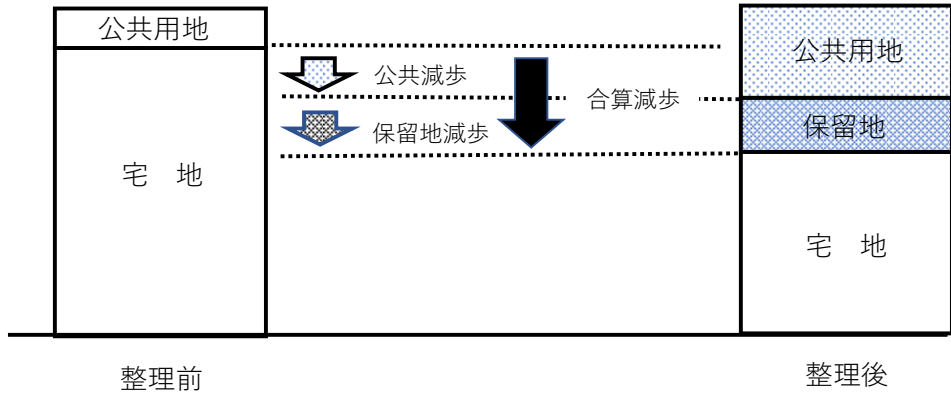 公共用地
公共減歩
合算減歩
保留地減歩
宅　地
公共用地
保留地
宅　地
整理前
整理後